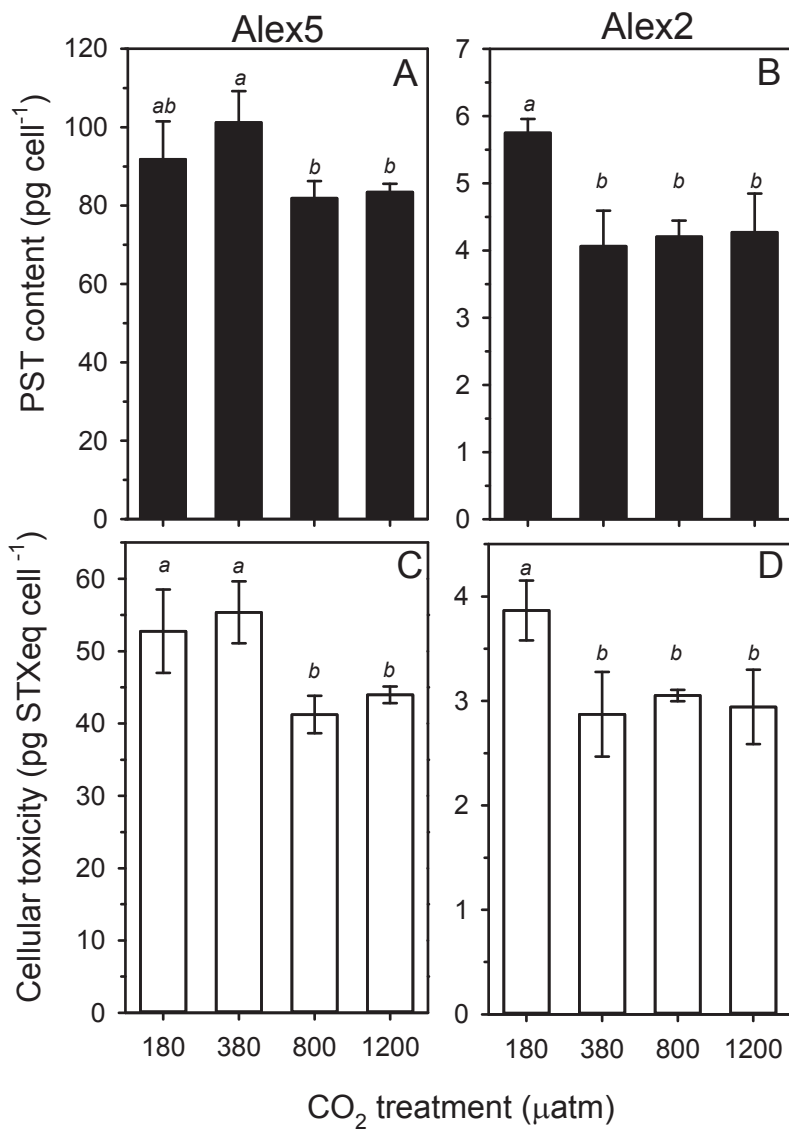 Alex5
Alex2
PST content (pg cell⁻¹)
120
100
80
60
40
20
0
A
ab
a
b
b
7
6
5
4
3
2
1
0
B
a
b
b
b
Cellular toxicity (pg STXeq cell⁻¹)
60
50
40
30
20
10
0
C
a
a
b
b
4
3
2
1
0
D
a
b
b
b
180 380 800 1200
180 380 800 1200
CO₂ treatment (μatm)